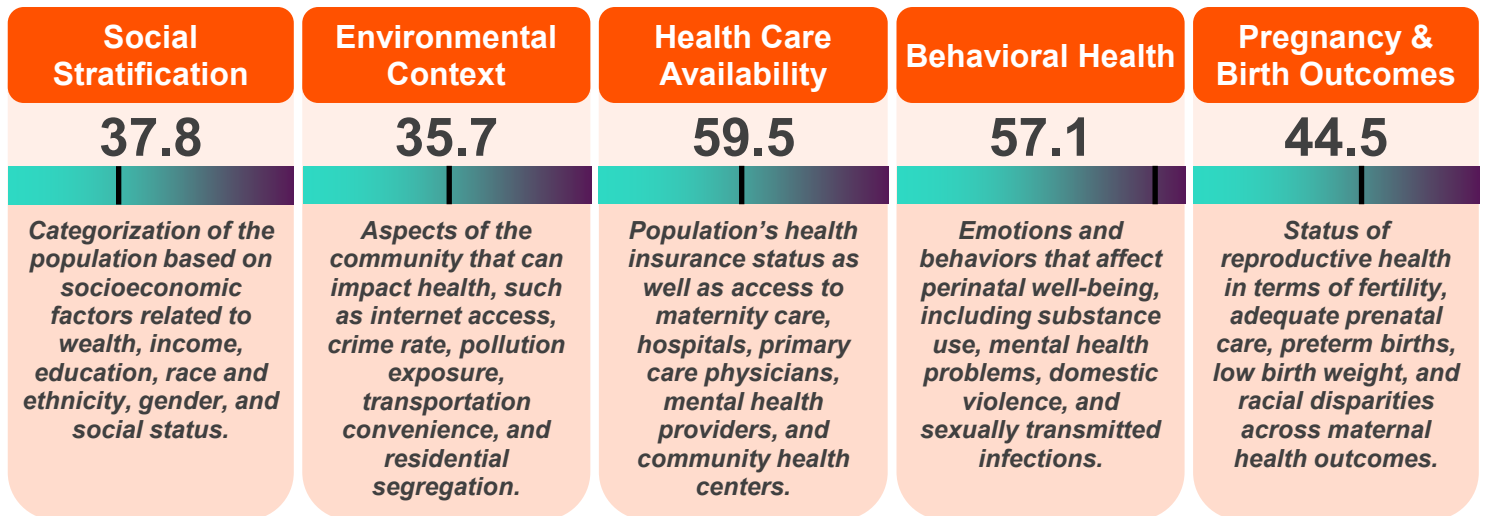 Social
Stratification
37.8
Categorization of the
population based on
socioeconomic
factors related to
wealth, income,
education, race and
ethnicity, gender, and
social status.
Environmental
Context
35.7
Aspects of the
community that can
impact health, such
as internet access,
crime rate, pollution
exposure,
transportation
convenience, and
residential
segregation.
Health Care
Availability
59.5
Population’s health
insurance status as
well as access to
maternity care,
hospitals, primary
care physicians,
mental health
providers, and
community health
centers.
Behavioral Health
57.1
Emotions and
behaviors that affect
perinatal well-being,
including substance
use, mental health
problems, domestic
violence, and
sexually transmitted
infections.
Pregnancy &
Birth Outcomes
44.5
Status of
reproductive health
in terms of fertility,
adequate prenatal
care, preterm births,
low birth weight, and
racial disparities
across maternal
health outcomes.